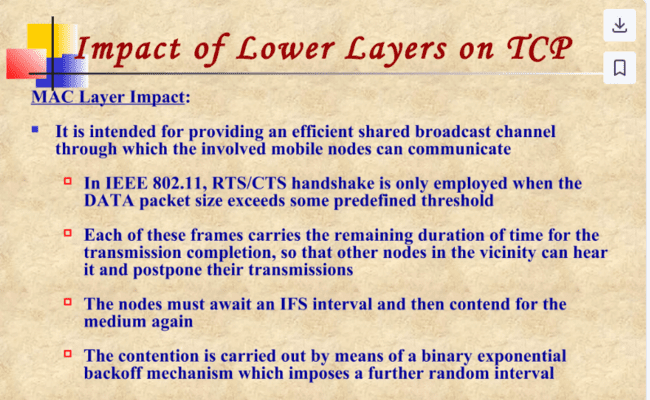 Impact of Lower Layers on TCP
MAC Layer Impact:
It is intended for providing an efficient shared broadcast channel
through which the involved mobile nodes can communicate
In IEEE 802.11, RTS/CTS handshake is only employed when the
DATA packet size exceeds some predefined threshold
Each of these frames carries the remaining duration of time for the
transmission completion, so that other nodes in the vicinity can hear
it and postpone their transmissions
The nodes must await an IFS interval and then contend for the
medium again
The contention is carried out by means of a binary exponential
backoff mechanism which imposes a further random interval